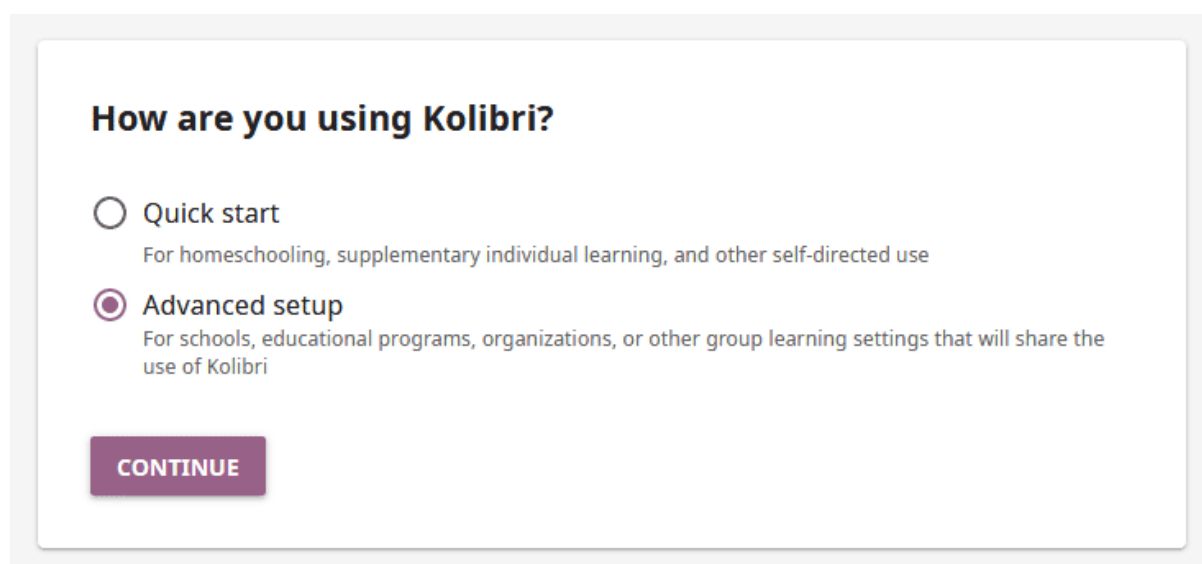 How are you using Kolibri?
Quick start
For homeschooling, supplementary individual learning, and other self-directed use
Advanced setup
For schools, educational programs, organizations, or other group learning settings that will share the
use of Kolibri
CONTINUE